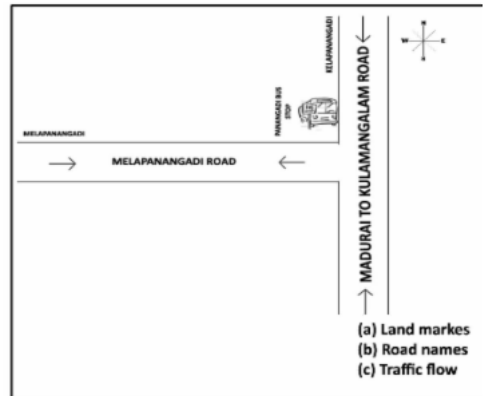 KELAPANANGADI
N
W E
S
PANANGADI BUS
STOP
MELAPANANGADI
MELAPANANGADI ROAD
MADURAI TO KULAMANGALAM ROAD
(a) Land markes
(b) Road names
(c) Traffic flow